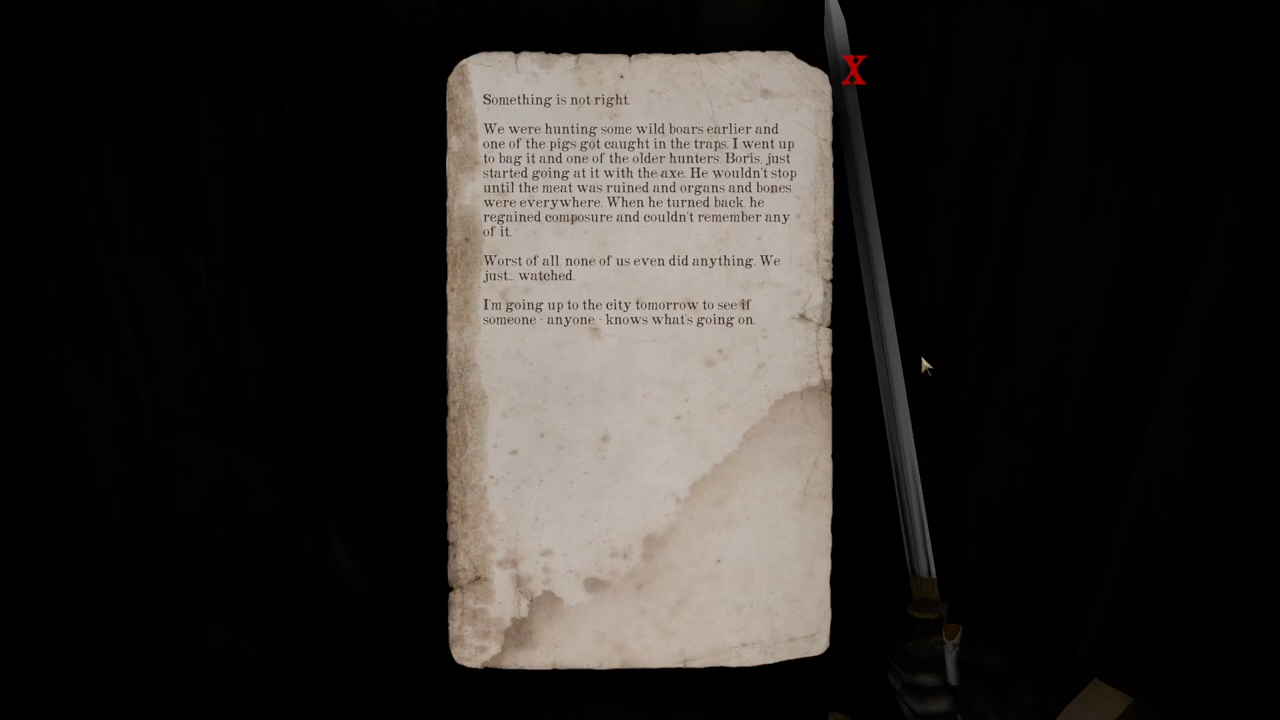 Something is not right.
We were hunting some wild boars earlier and
one of the pigs got caught in the traps. I went up
to bag it and one of the older hunters, Boris, just
started going at it with the axe. He wouldn't stop
until the meat was ruined and organs and bones
were everywhere. When he turned back, he
regained composure and couldn't remember any
of it.
Worst of all, none of us even did anything. We
just... watched.
I'm going up to the city tomorrow to see if
someone - anyone - knows what's going on.
X